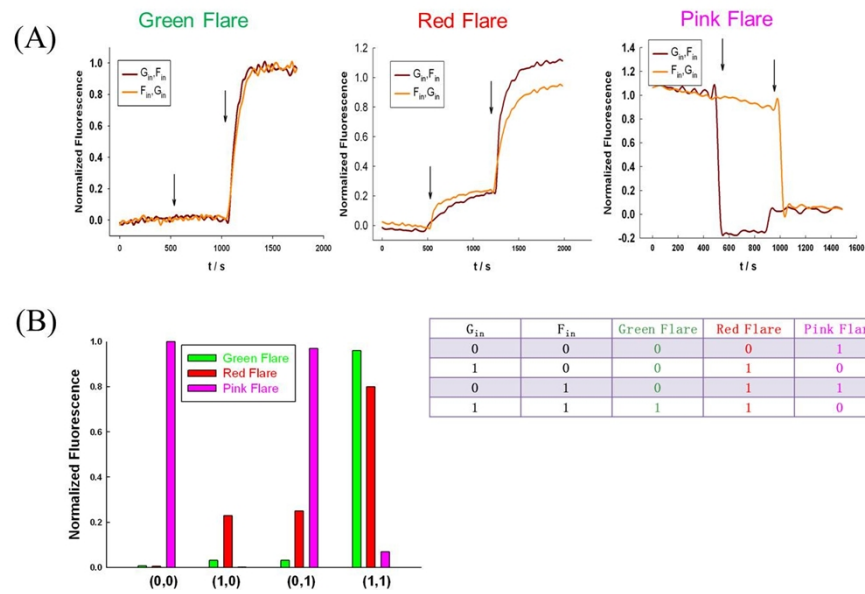 (A)
Green Flare
Red Flare
Pink Flare
Normalized Fluorescence
1.0
0.8
0.6
0.4
0.2
0.0
Gin,Fin
Fin,Gin
0 500 1000 1500 2000
t / s
Normalized Fluorescence
1.2
1.0
0.8
0.6
0.4
0.2
0.0
Gin,Fin
Fin,Gin
0 500 1000 1500 2000
t / s
Normalized Fluorescence
1.4
1.2
1.0
0.8
0.6
0.4
0.2
0.0
-0.2
Gin,Fin
Fin,Gin
0 200 400 600 800 1000 1200 1400 1600
t / s
(B)
Normalized Fluorescence
1.0
0.8
0.6
0.4
0.2
0.0
Green Flare
Red Flare
Pink Flare
(0,0) (1,0) (0,1) (1,1)
Gin Fin Green Flare Red Flare Pink Flar
0 0 0 0 1
1 0 0 1 0
0 1 0 1 1
1 1 1 1 0